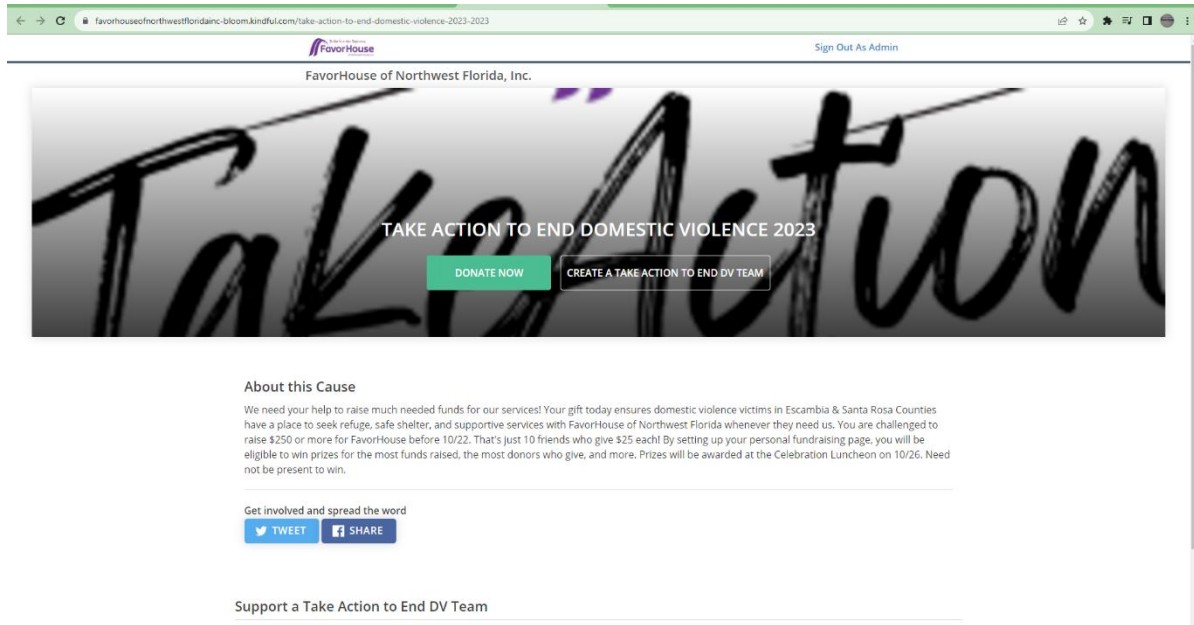 favorhouseofnorthwestfloridainc-bloom.kindful.com/take-action-to-end-domestic-violence-2023-2023
FavorHouse
Sign Out As Admin
FavorHouse of Northwest Florida, Inc.
Take Action
TAKE ACTION TO END DOMESTIC VIOLENCE 2023
DONATE NOW
CREATE A TAKE ACTION TO END DV TEAM
About this Cause
We need your help to raise much needed funds for our services! Your gift today ensures domestic violence victims in Escambia & Santa Rosa Counties
have a place to seek refuge, safe shelter, and supportive services with FavorHouse of Northwest Florida whenever they need us. You are challenged to
raise $250 or more for FavorHouse before 10/22. That's just 10 friends who give $25 each! By setting up your personal fundraising page, you will be
eligible to win prizes for the most funds raised, the most donors who give, and more. Prizes will be awarded at the Celebration Luncheon on 10/26. Need
not be present to win.
Get involved and spread the word
TWEET
SHARE
Support a Take Action to End DV Team